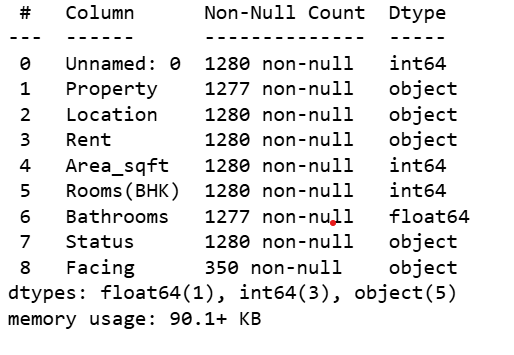 #   Column      Non-Null Count  Dtype
---  ------      --------------  -----
0   Unnamed: 0  1280 non-null   int64
1   Property    1277 non-null   object
2   Location    1280 non-null   object
3   Rent        1280 non-null   object
4   Area_sqft   1280 non-null   int64
5   Rooms(BHK)  1280 non-null   int64
6   Bathrooms   1277 non-null   float64
7   Status      1280 non-null   object
8   Facing      350 non-null    object
dtypes: float64(1), int64(3), object(5)
memory usage: 90.1+ KB